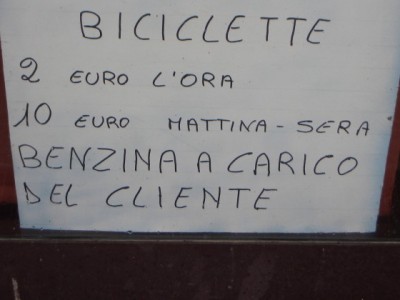 BICICLETTE
2 EURO L'ORA
10 EURO MATTINA - SERA
BENZINA A CARICO
DEL CLIENTE